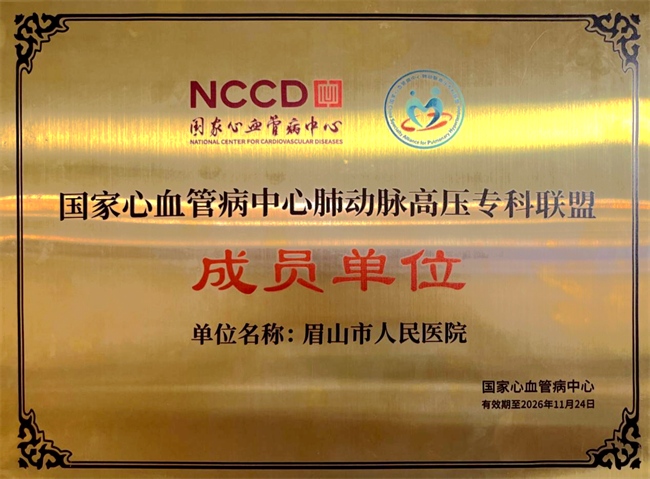 NCCD
国家心血管病中心
NATIONAL CENTER FOR CARDIOVASCULAR DISEASES
国家心血管病中心肺动脉高压专科联盟
成员单位
单位名称：眉山市人民医院
国家心血管病中心
有效期至2026年11月24日